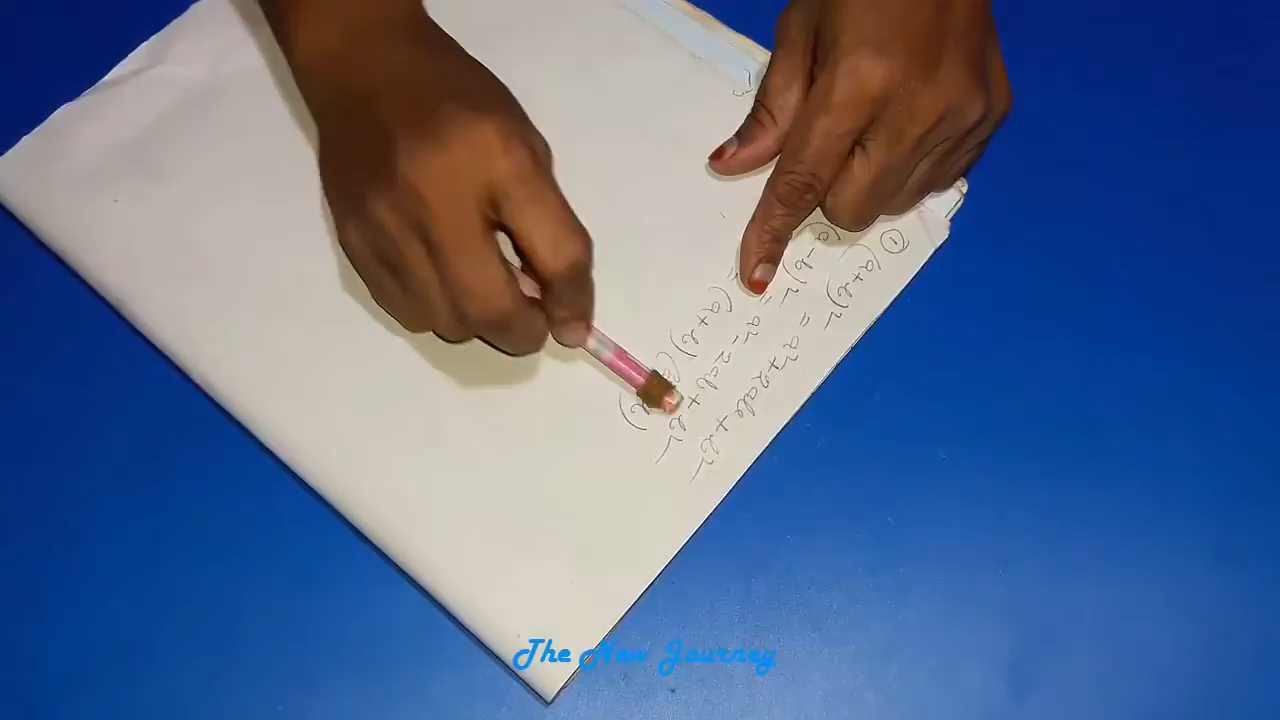 ① (a+b)² = a²+2ab+b²
(a-b)² = a²-2ab+b²
= (a+b)(a
b)
The New Journey